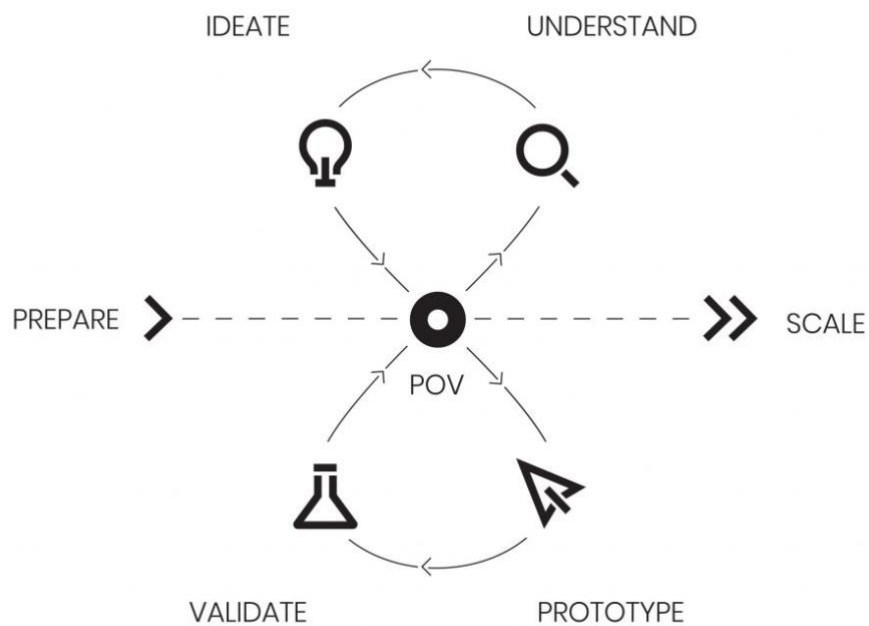 IDEATE
UNDERSTAND
PREPARE
SCALE
POV
VALIDATE
PROTOTYPE